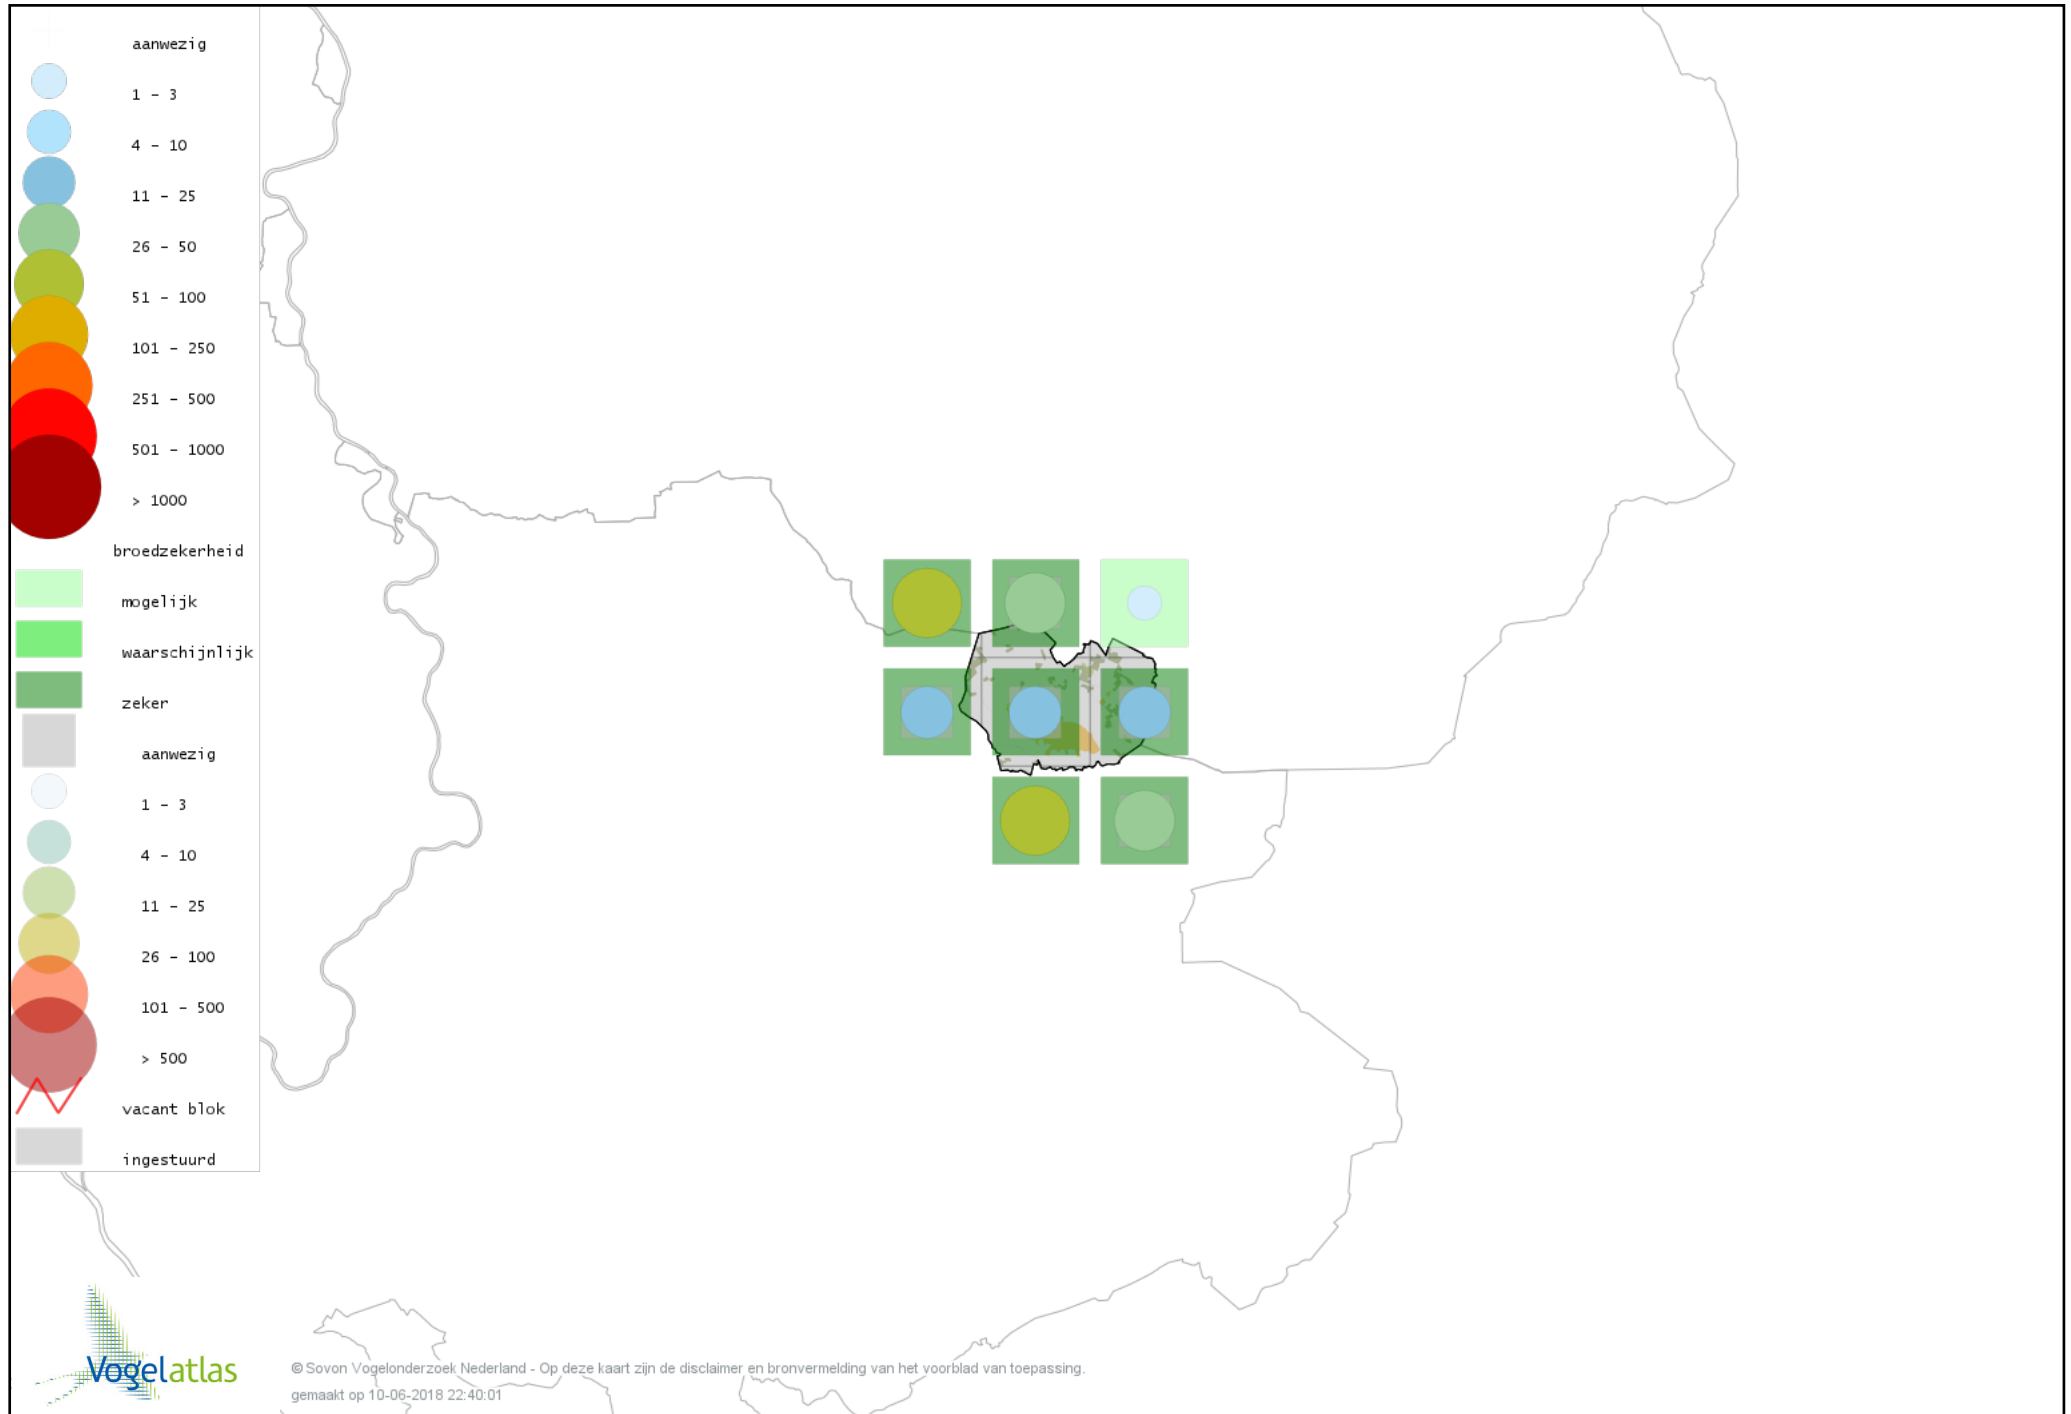 aanwezig
1 - 3
4 - 10
11 - 25
26 - 50
51 - 100
101 - 250
251 - 500
501 - 1000
> 1000
broedzekerheid
mogelijk
waarschijnlijk
zeker
aanwezig
1 - 3
4 - 10
11 - 25
26 - 100
101 - 500
> 500
vacant blok
ingestuurd
Vogelatlas
© Sovon Vogelonderzoek Nederland - Op deze kaart zijn de disclaimer en bronvermelding van het voorblad van toepassing.
gemaakt op 10-06-2018 22:40:01